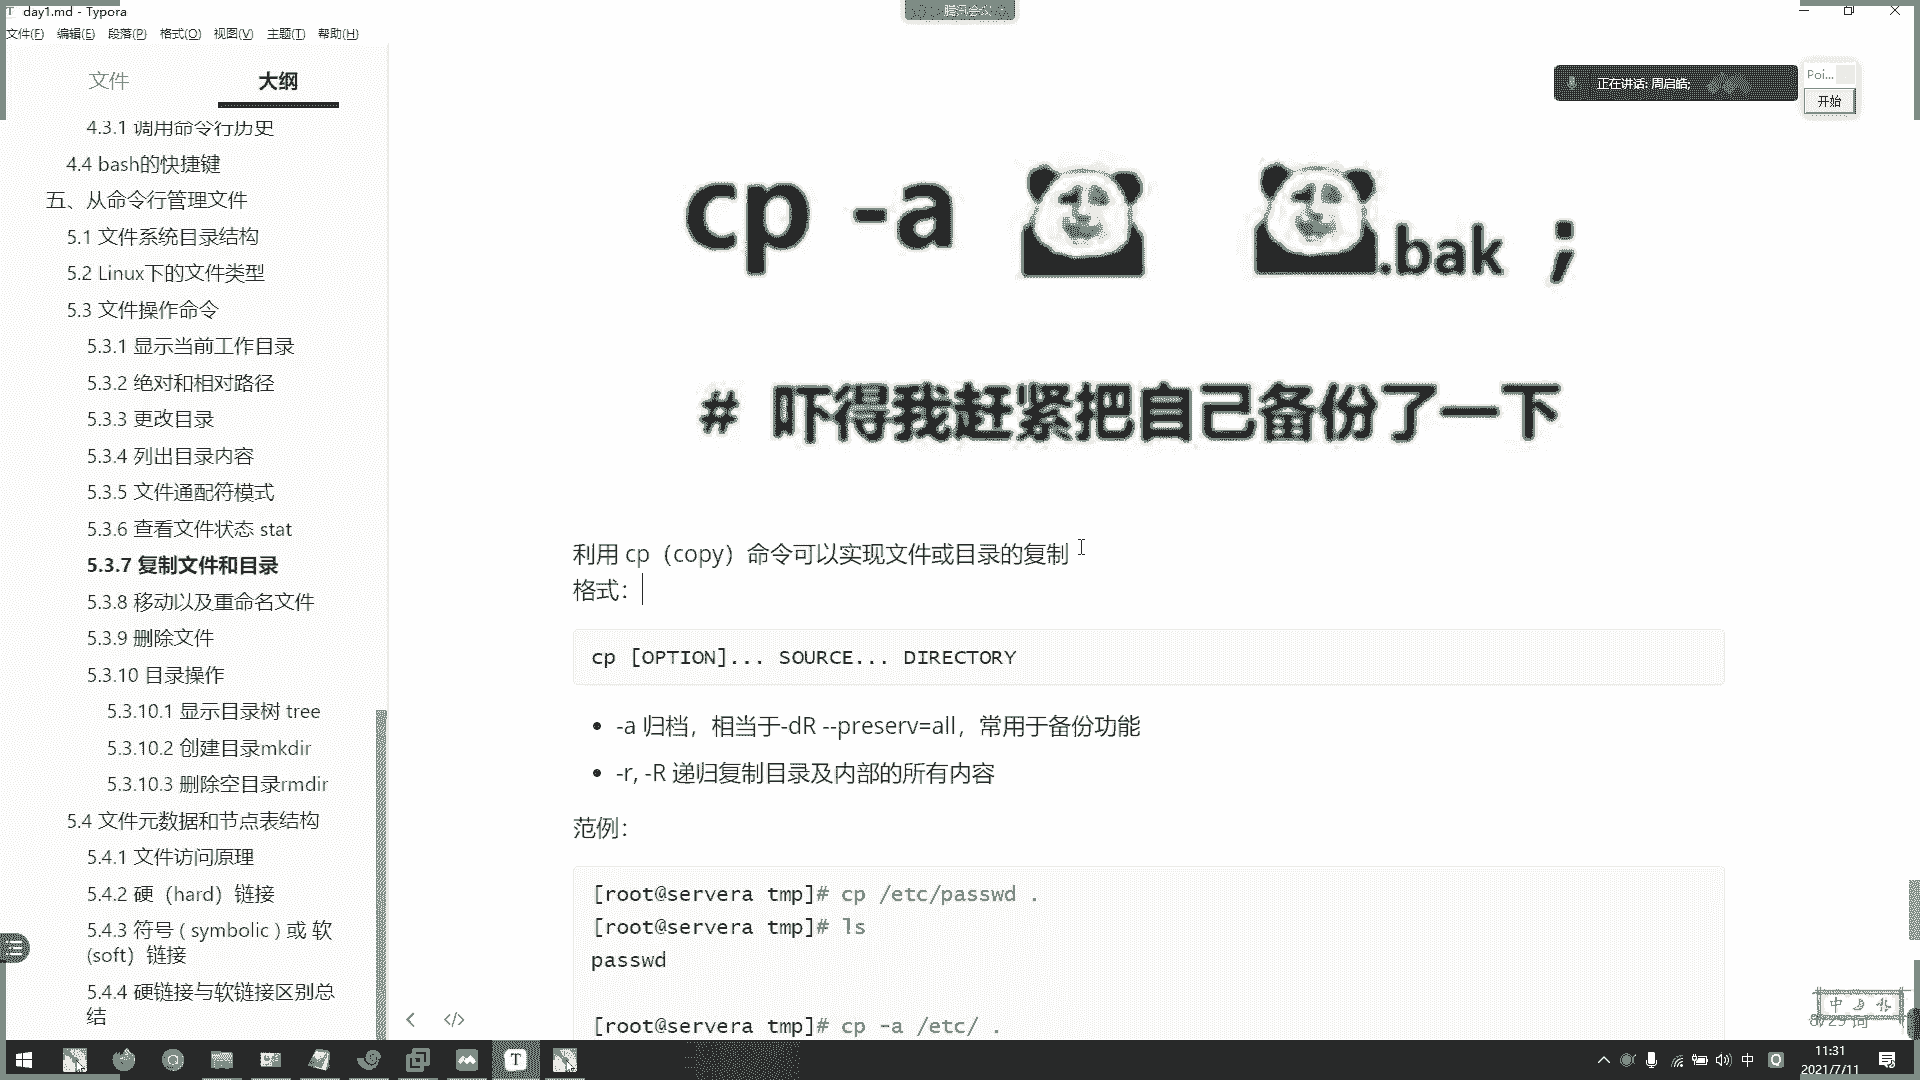 day1.md - Typora
腾讯会议
文件(F) 编辑(E) 段落(P) 格式(O) 视图(V) 主题(T) 帮助(H)
文件 大纲
正在讲话: 周启皓;
Poi...
开始
4.3.1 调用命令行历史
4.4 bash的快捷键
五、从命令行管理文件
5.1 文件系统目录结构
5.2 Linux下的文件类型
5.3 文件操作命令
5.3.1 显示当前工作目录
5.3.2 绝对和相对路径
5.3.3 更改目录
5.3.4 列出目录内容
5.3.5 文件通配符模式
5.3.6 查看文件状态 stat
5.3.7 复制文件和目录
5.3.8 移动以及重命名文件
5.3.9 删除文件
5.3.10 目录操作
5.3.10.1 显示目录树 tree
5.3.10.2 创建目录mkdir
5.3.10.3 删除空目录rmdir
5.4 文件元数据和节点表结构
5.4.1 文件访问原理
5.4.2 硬（hard）链接
5.4.3 符号 ( symbolic ) 或 软
(soft）链接
5.4.4 硬链接与软链接区别总
结
cp -a .bak ;
# 吓得我赶紧把自己备份了一下
利用 cp（copy）命令可以实现文件或目录的复制
格式：
cp [OPTION]... SOURCE... DIRECTORY
-a 归档，相当于-dR --preserv=all，常用于备份功能
-r, -R 递归复制目录及内部的所有内容
范例：
[root@servera tmp]# cp /etc/passwd .
[root@servera tmp]# ls
passwd
[root@servera tmp]# cp -a /etc/ .
中
11:31
2021/7/11